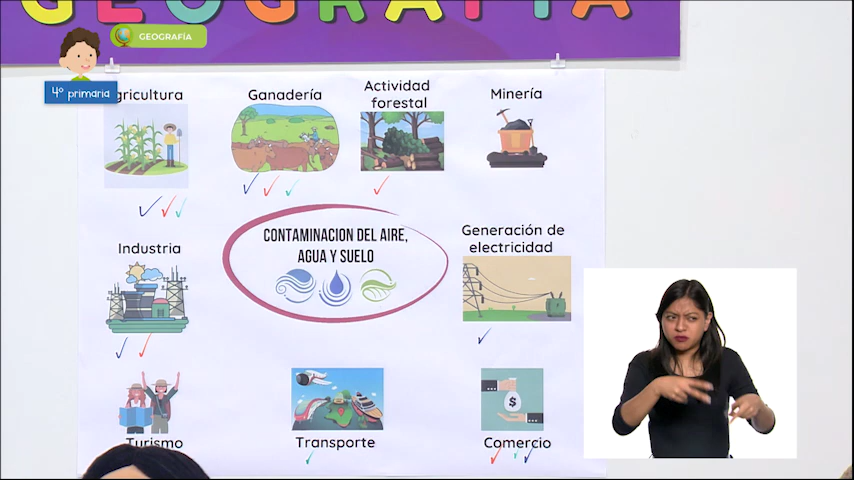 GEOGRAFÍA
GEOGRAFÍA
4º primaria
gricultura
Ganadería
Actividad
forestal
Minería
Industria
CONTAMINACION DEL AIRE,
AGUA Y SUELO
Generación de
electricidad
$
Turismo
Transporte
Comercio